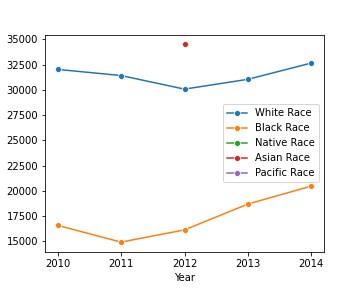 35000
32500
30000
27500
25000
22500
20000
17500
15000
White Race
Black Race
Native Race
Asian Race
Pacific Race
2010 2011 2012 2013 2014
Year